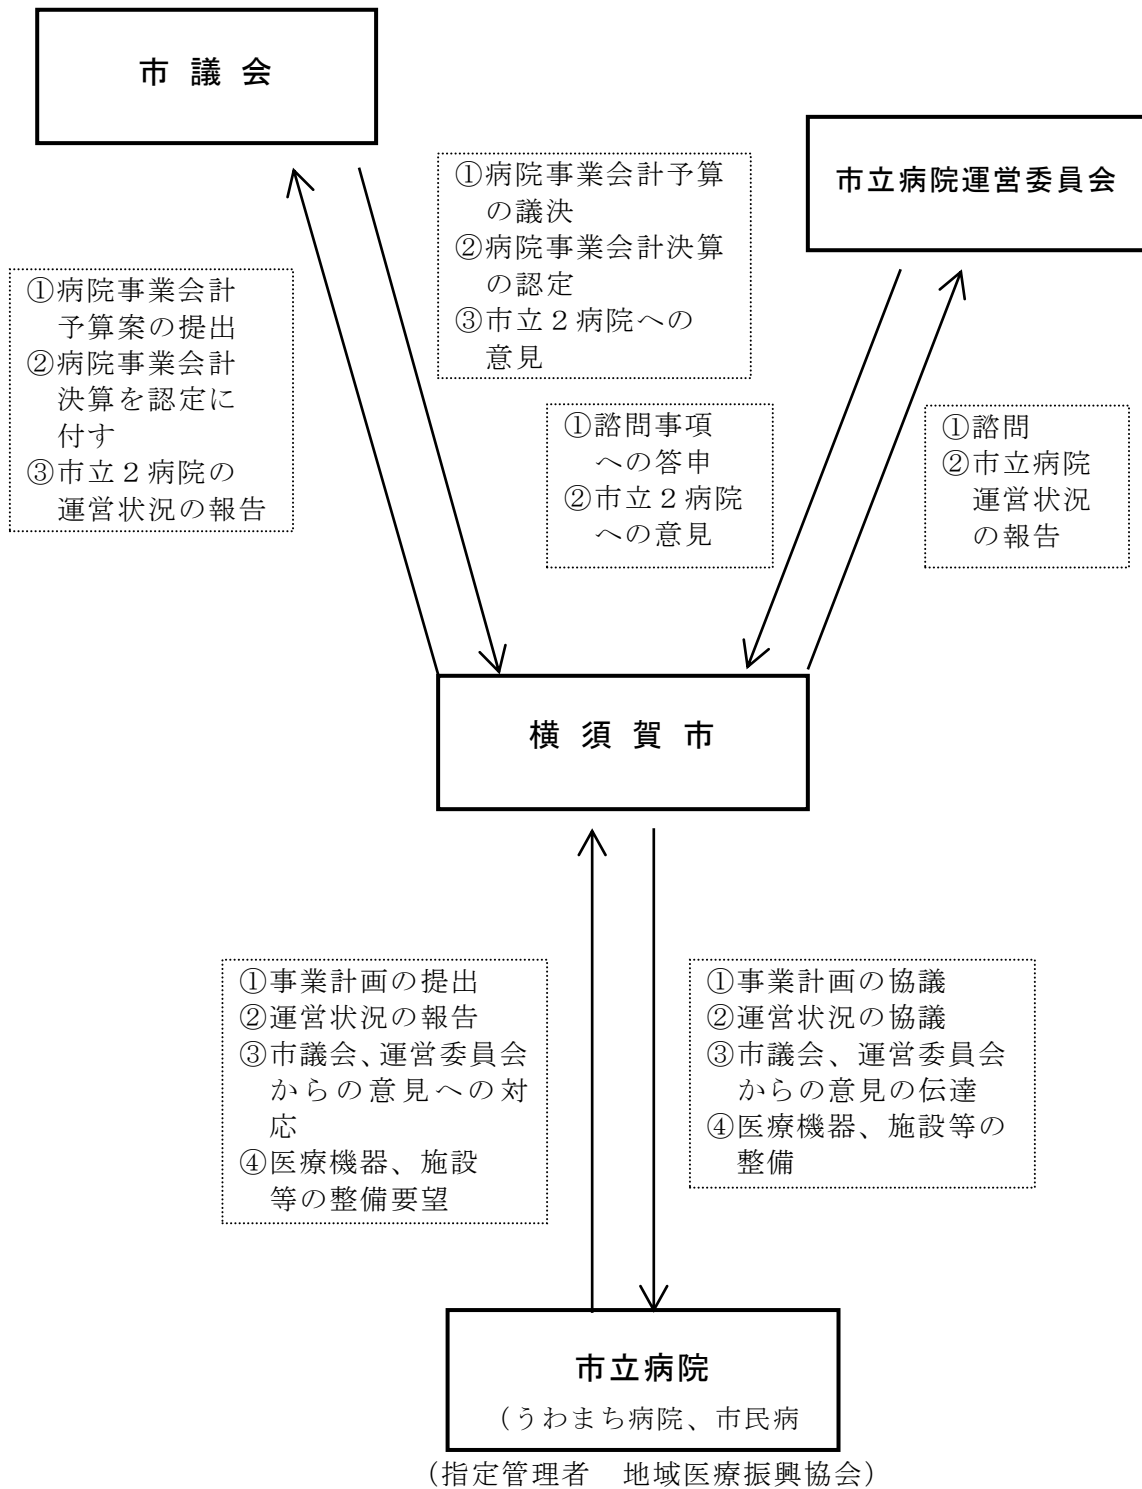 市 議 会
市立病院運営委員会
①病院事業会計予算
の議決
②病院事業会計決算
の認定
③市立２病院への
意見
①病院事業会計
予算案の提出
②病院事業会計
決算を認定に
付す
③市立２病院の
運営状況の報告
①諮問事項
への答申
②市立２病院
への意見
①諮問
②市立病院
運営状況
の報告
横 須 賀 市
①事業計画の提出
②運営状況の報告
③市議会、運営委員会
からの意見への対
応
④医療機器、施設
等の整備要望
①事業計画の協議
②運営状況の協議
③市議会、運営委員会
からの意見の伝達
④医療機器、施設等の
整備
市立病院
（うわまち病院、市民病
（指定管理者　地域医療振興協会）